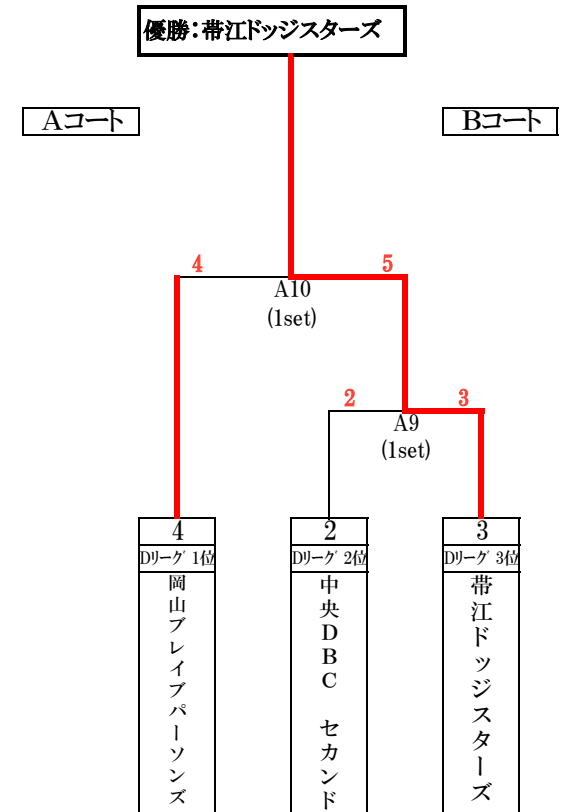 優勝：帯江ドッジスターズ
Aコート
Bコート
4
5
A10
(1set)
2
3
A9
(1set)
4
2
3
Dリーグ 1位
Dリーグ 2位
Dリーグ 3位
岡山ブレイブパーソンズ
中央DBC セカンド
帯江ドッジスターズ